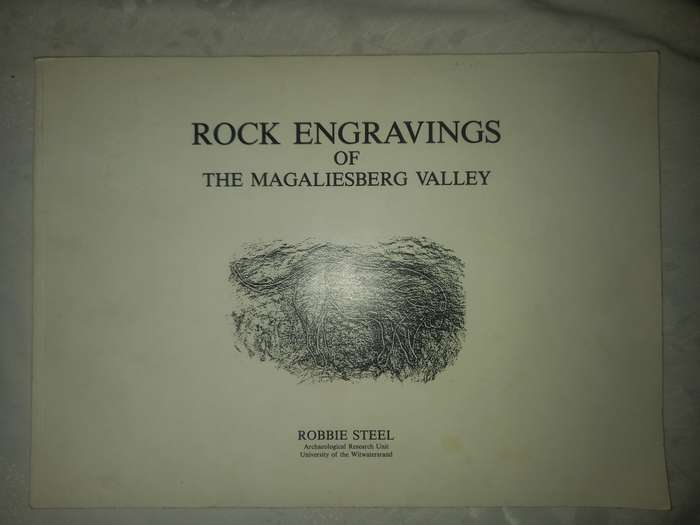 ROCK ENGRAVINGS
OF
THE MAGALIESBERG VALLEY
ROBBIE STEEL
Archaeological Research Unit
University of the Witwatersrand